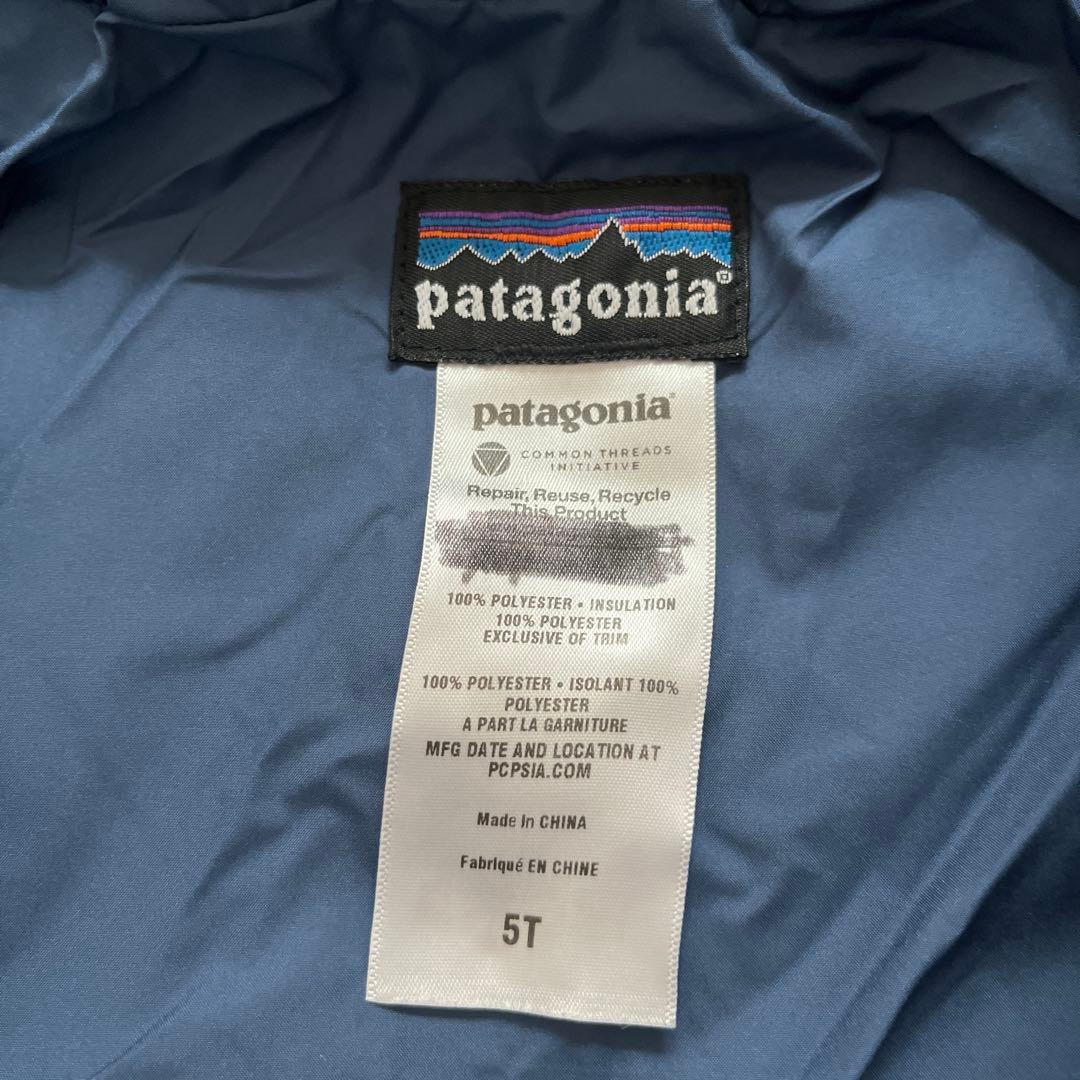 patagonia®
patagonia®
COMMON THREADS
INITIATIVE
Repair, Reuse, Recycle
This Product
100% POLYESTER • INSULATION
100% POLYESTER
EXCLUSIVE OF TRIM
100% POLYESTER • ISOLANT 100%
POLYESTER
A PART LA GARNITURE
MFG DATE AND LOCATION AT
PCPSIA.COM
Made In CHINA
Fabriqué EN CHINE
5T